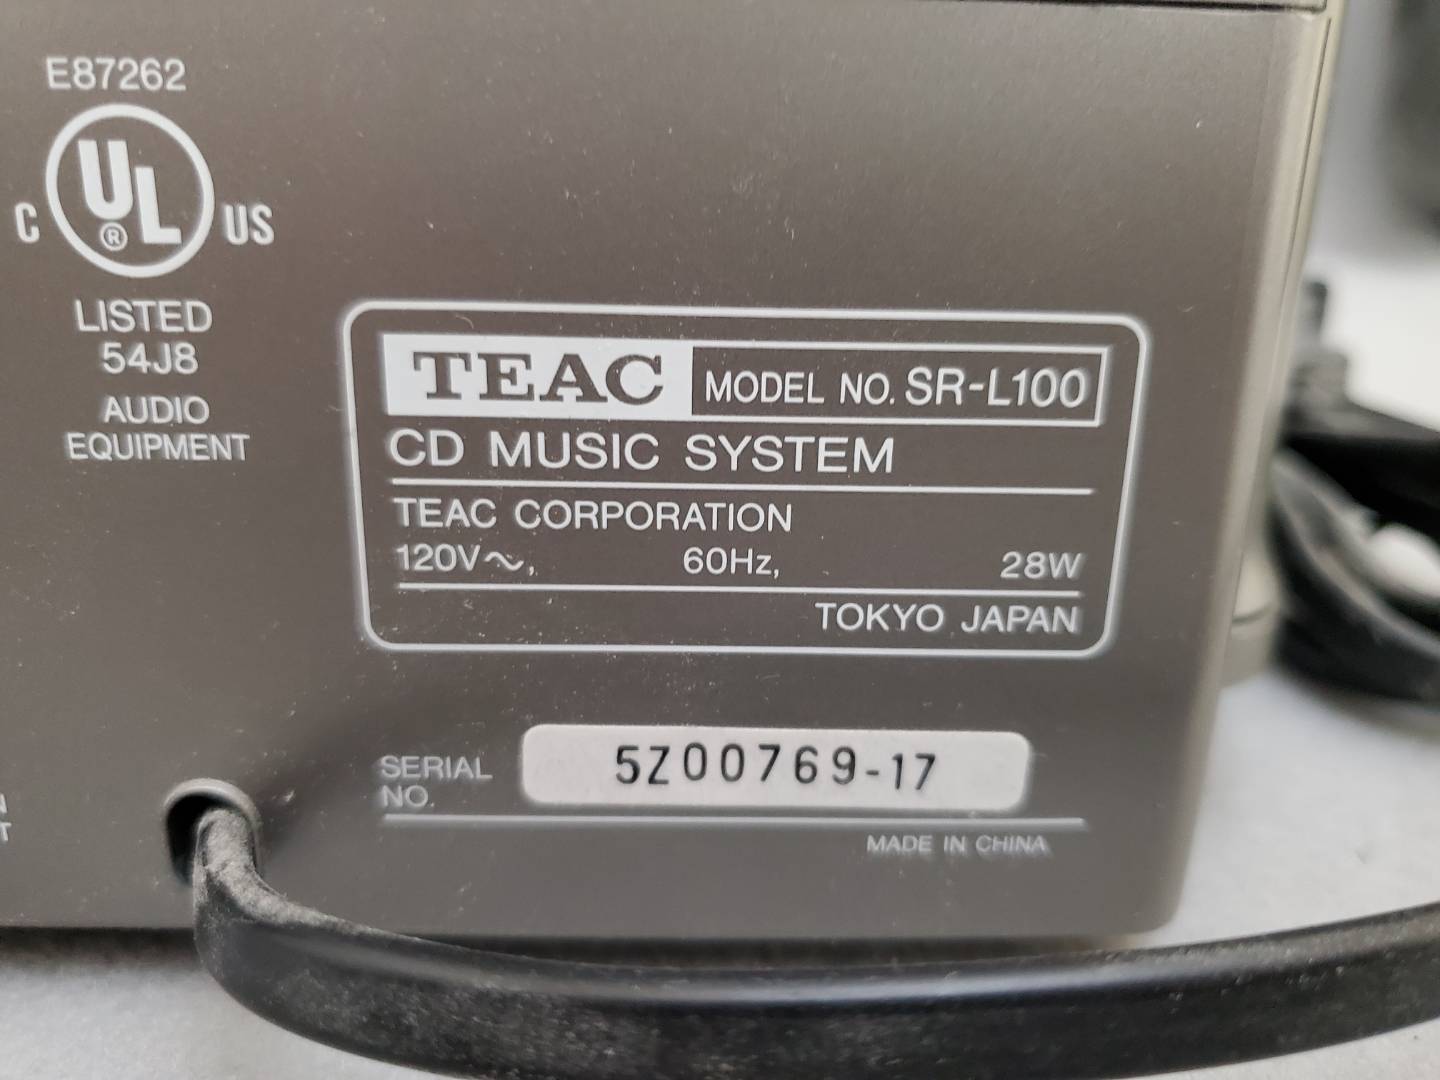 E87262
C UL ® US
LISTED
54J8
AUDIO
EQUIPMENT
TEAC MODEL NO. SR-L100
CD MUSIC SYSTEM
TEAC CORPORATION
120V~, 60Hz, 28W
TOKYO JAPAN
SERIAL
NO.
5Z00769-17
MADE IN CHINA